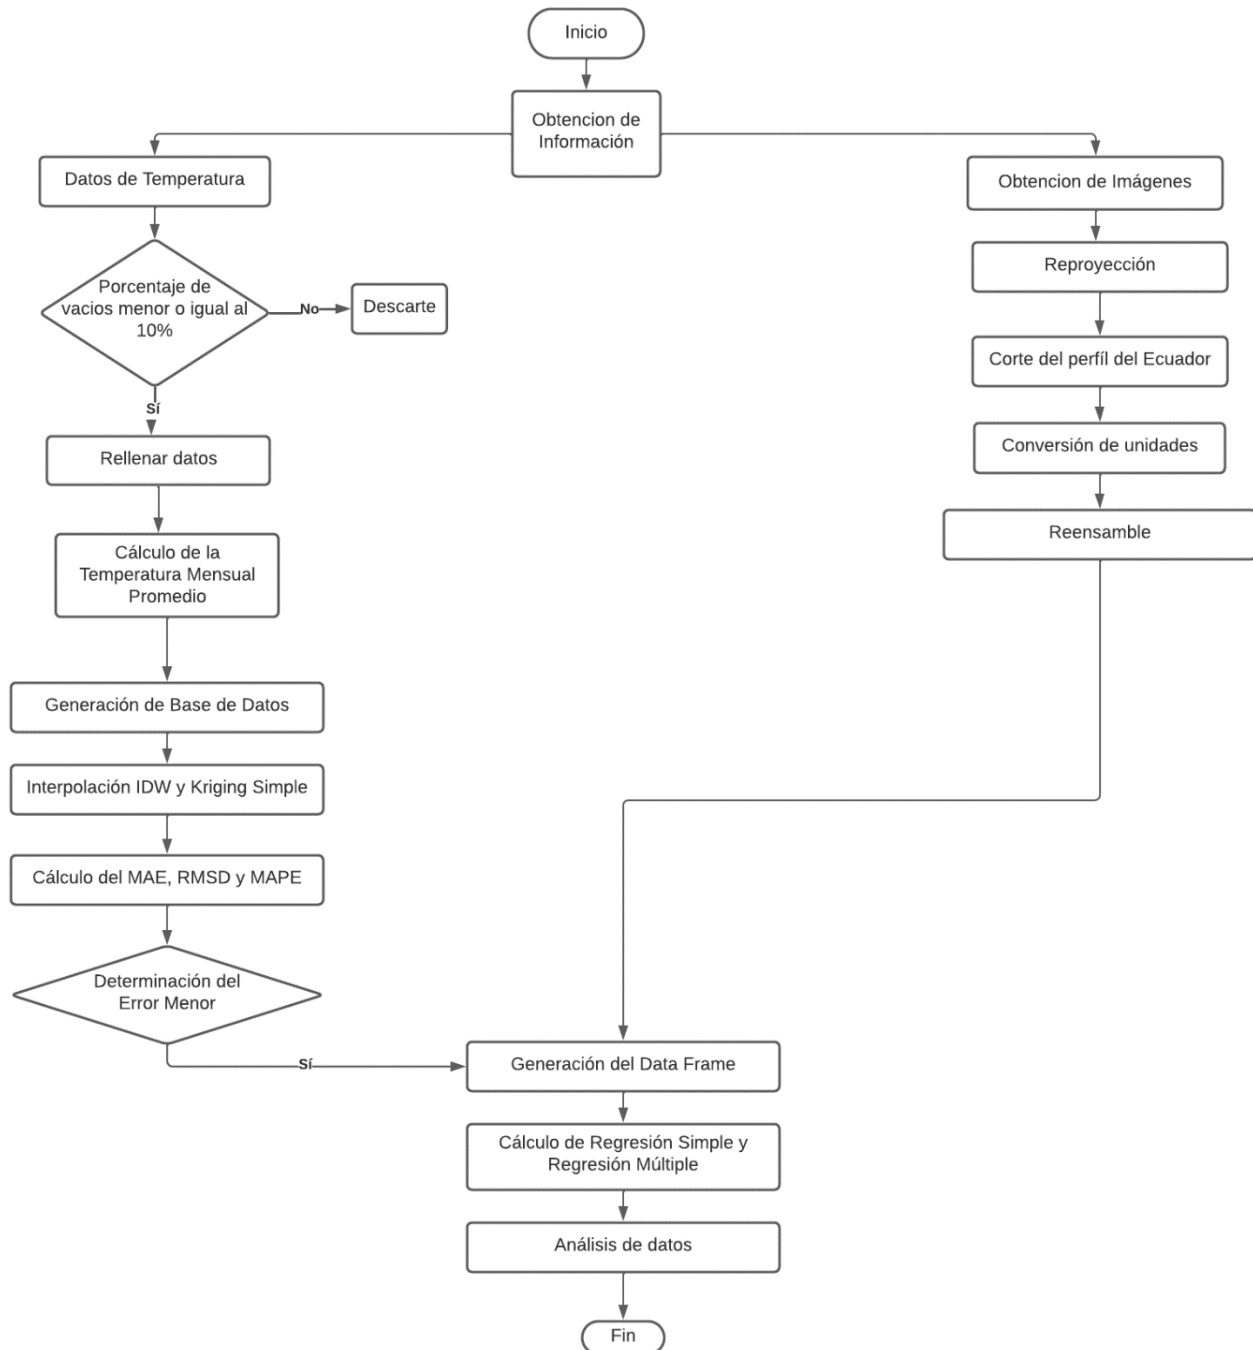 Inicio
Obtencion de
Información
Datos de Temperatura
Porcentaje de
vacios menor o igual al
10%
No
Descarte
Sí
Rellenar datos
Cálculo de la
Temperatura Mensual
Promedio
Generación de Base de Datos
Interpolación IDW y Kriging Simple
Cálculo del MAE, RMSD y MAPE
Determinación del
Error Menor
Sí
Obtencion de Imágenes
Reproyección
Corte del perfíl del Ecuador
Conversión de unidades
Reensamble
Generación del Data Frame
Cálculo de Regresión Simple y
Regresión Múltiple
Análisis de datos
Fin